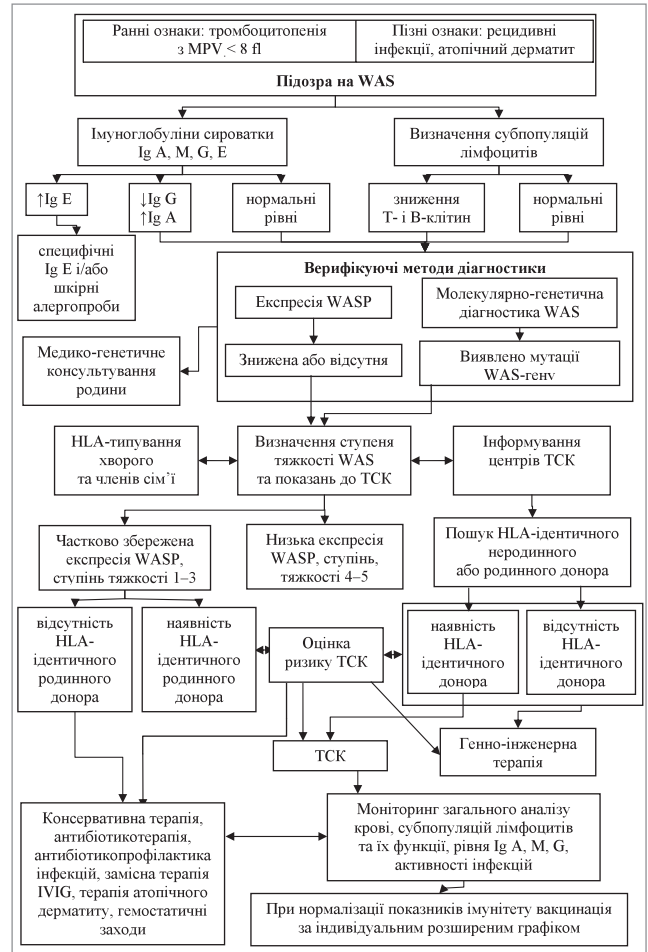 Ранні ознаки: тромбоцитопенія
з MPV < 8 fl
Пізні ознаки: рецидивні
інфекції, атопічний дерматит
Підозра на WAS
Імуноглобуліни сироватки
Ig A, M, G, E
Визначення субпопуляцій
лімфоцитів
↑Ig E
↓Ig G
↑Ig A
нормальні
рівні
зниження
Т- і В-клітин
нормальні
рівні
специфічні
Ig E і/або
шкірні
алергопроби
Верифікуючі методи діагностики
Експресія WASP
Молекулярно-генетична
діагностика WAS
Знижена або відсутня
Виявлено мутації
WAS-гену
Медико-генетичне
консультування
родини
HLA-типування
хворого
та членів сім’ї
Визначення ступеня
тяжкості WAS
та показань до ТСК
Інформування
центрів ТСК
Частково збережена
експресія WASP,
ступінь тяжкості 1–3
Низька експресія
WASP, ступінь,
тяжкості 4–5
Пошук HLA-ідентичного
неродинного
або родинного донора
відсутність
HLA-
ідентичного
родинного
донора
наявність
HLA-
ідентичного
родинного
донора
Оцінка
ризику ТСК
наявність
HLA-
ідентичного
донора
відсутність
HLA-
ідентичного
донора
ТСК
Генно-інженерна
терапія
Консервативна терапія,
антибіотикотерапія,
антибіотикопрофілактика
інфекцій, замісна терапія
IVIG, терапія атопічного
дерматиту, гемостатичні
заходи
Моніторинг загального аналізу
крові, субпопуляцій лімфоцитів
та їх функції, рівня Ig A, M, G,
активності інфекцій
При нормалізації показників імунітету вакцинація
за індивідуальним розширеним графіком